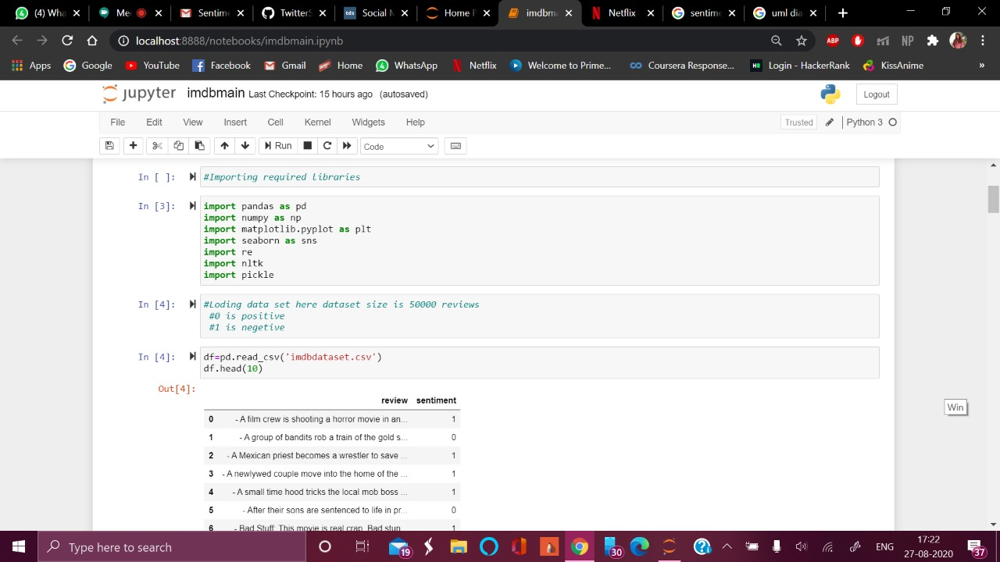 (4) Wha
Mee
Sentim
TwitterS
tds Social M
Home P
imdbma
Netflix
sentime
uml dia
localhost:8888/notebooks/imdbmain.ipynb
ABP
NP
Apps Google YouTube Facebook Gmail Home WhatsApp Netflix Welcome to Prime... Coursera Response... Login - HackerRank KissAnime »
jupyter imdbmain Last Checkpoint: 15 hours ago (autosaved)
Logout
File Edit View Insert Cell Kernel Widgets Help
Trusted
Python 3
Run
Code
In [ ]: #Importing required libraries
In [3]: import pandas as pd
import numpy as np
import matplotlib.pyplot as plt
import seaborn as sns
import re
import nltk
import pickle
In [4]: #Loding data set here dataset size is 50000 reviews
#0 is positive
#1 is negetive
In [4]: df=pd.read_csv('imdbdataset.csv')
df.head(10)
Out[4]:
review sentiment
0 - A film crew is shooting a horror movie in an... 1
1 - A group of bandits rob a train of the gold s... 0
2 - A Mexican priest becomes a wrestler to save ... 1
3 - A newlywed couple move into the home of the ... 1
4 - A small time hood tricks the local mob boss ... 1
5 - After their sons are sentenced to life in pr... 0
6 - Bad Stuff: This movie is real crap. Bad stun... 1
Win
Type here to search
19
30
ENG
17:22
27-08-2020
37